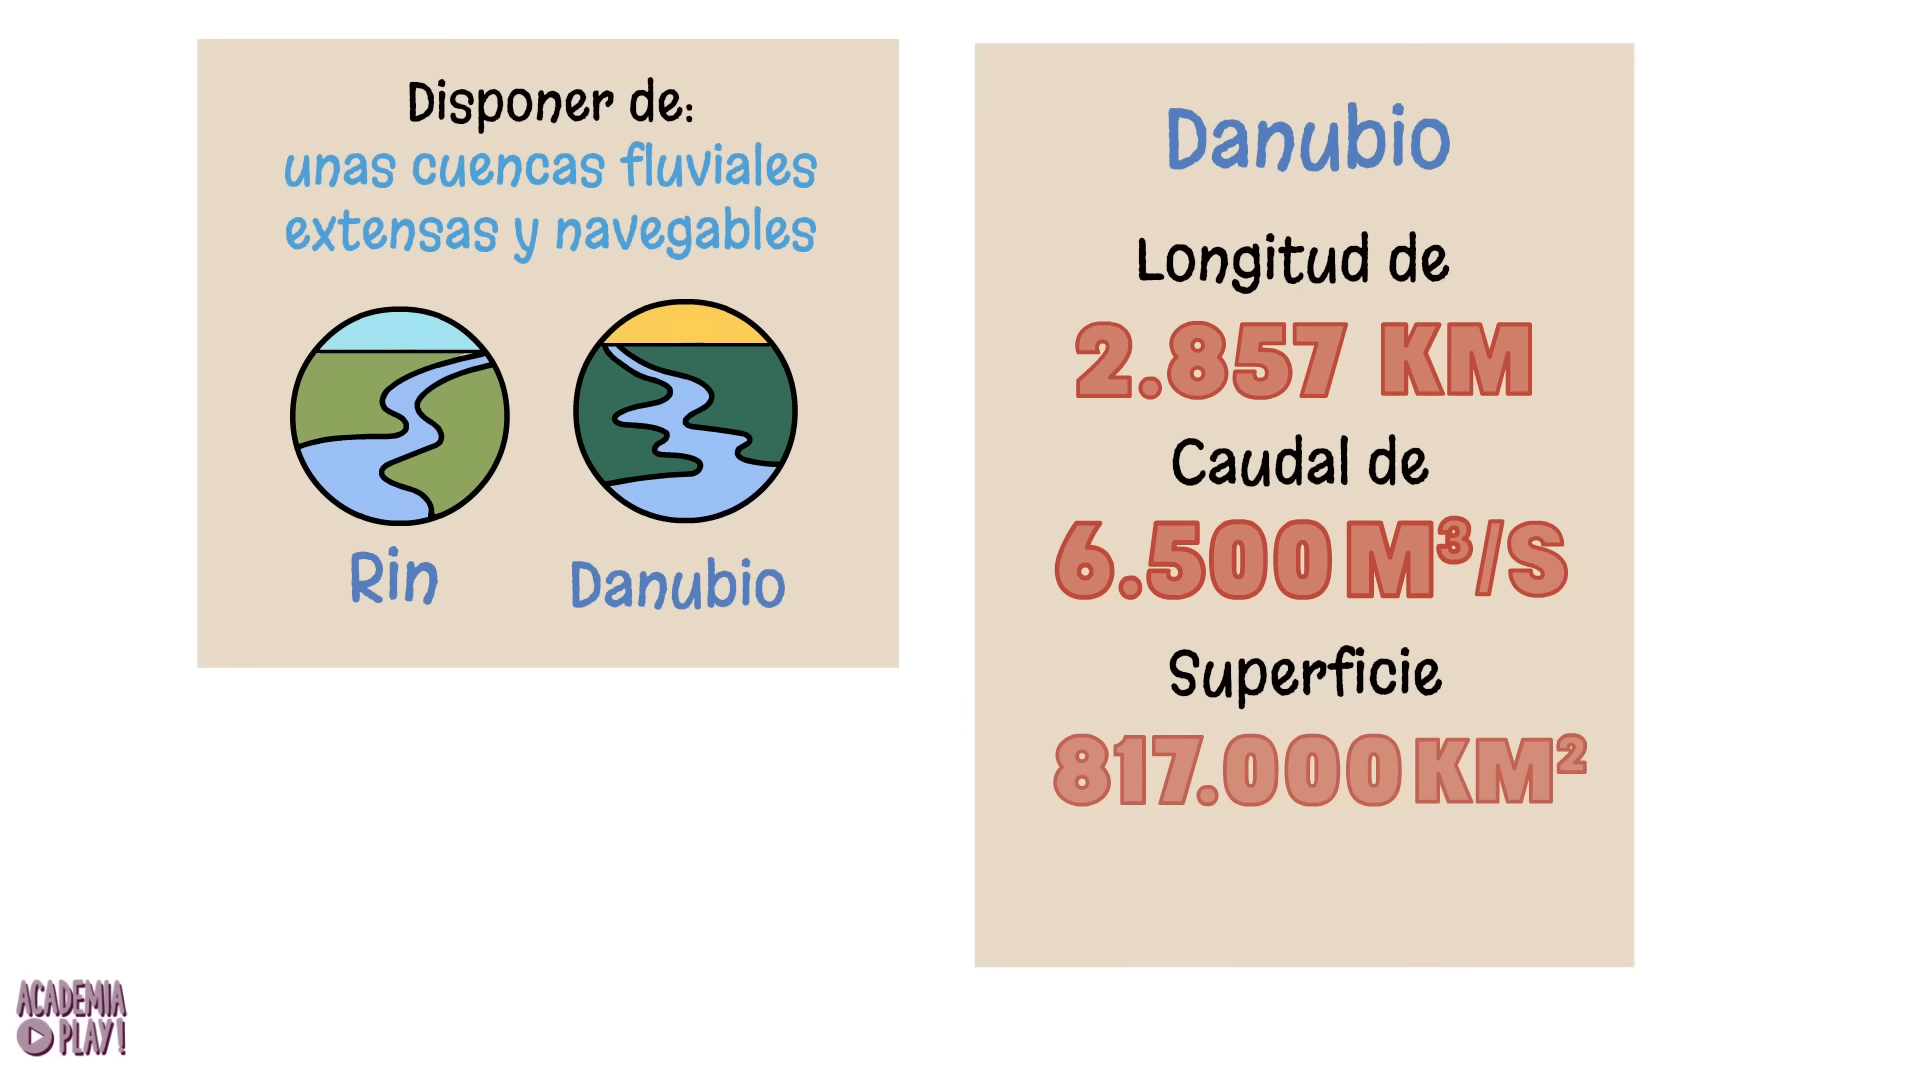 Disponer de:
unas cuencas fluviales
extensas y navegables
Rin
Danubio
Danubio
Longitud de
2.857 KM
Caudal de
6.500 M³/S
Superficie
817.000 KM²
ACADEMIA
PLAY!